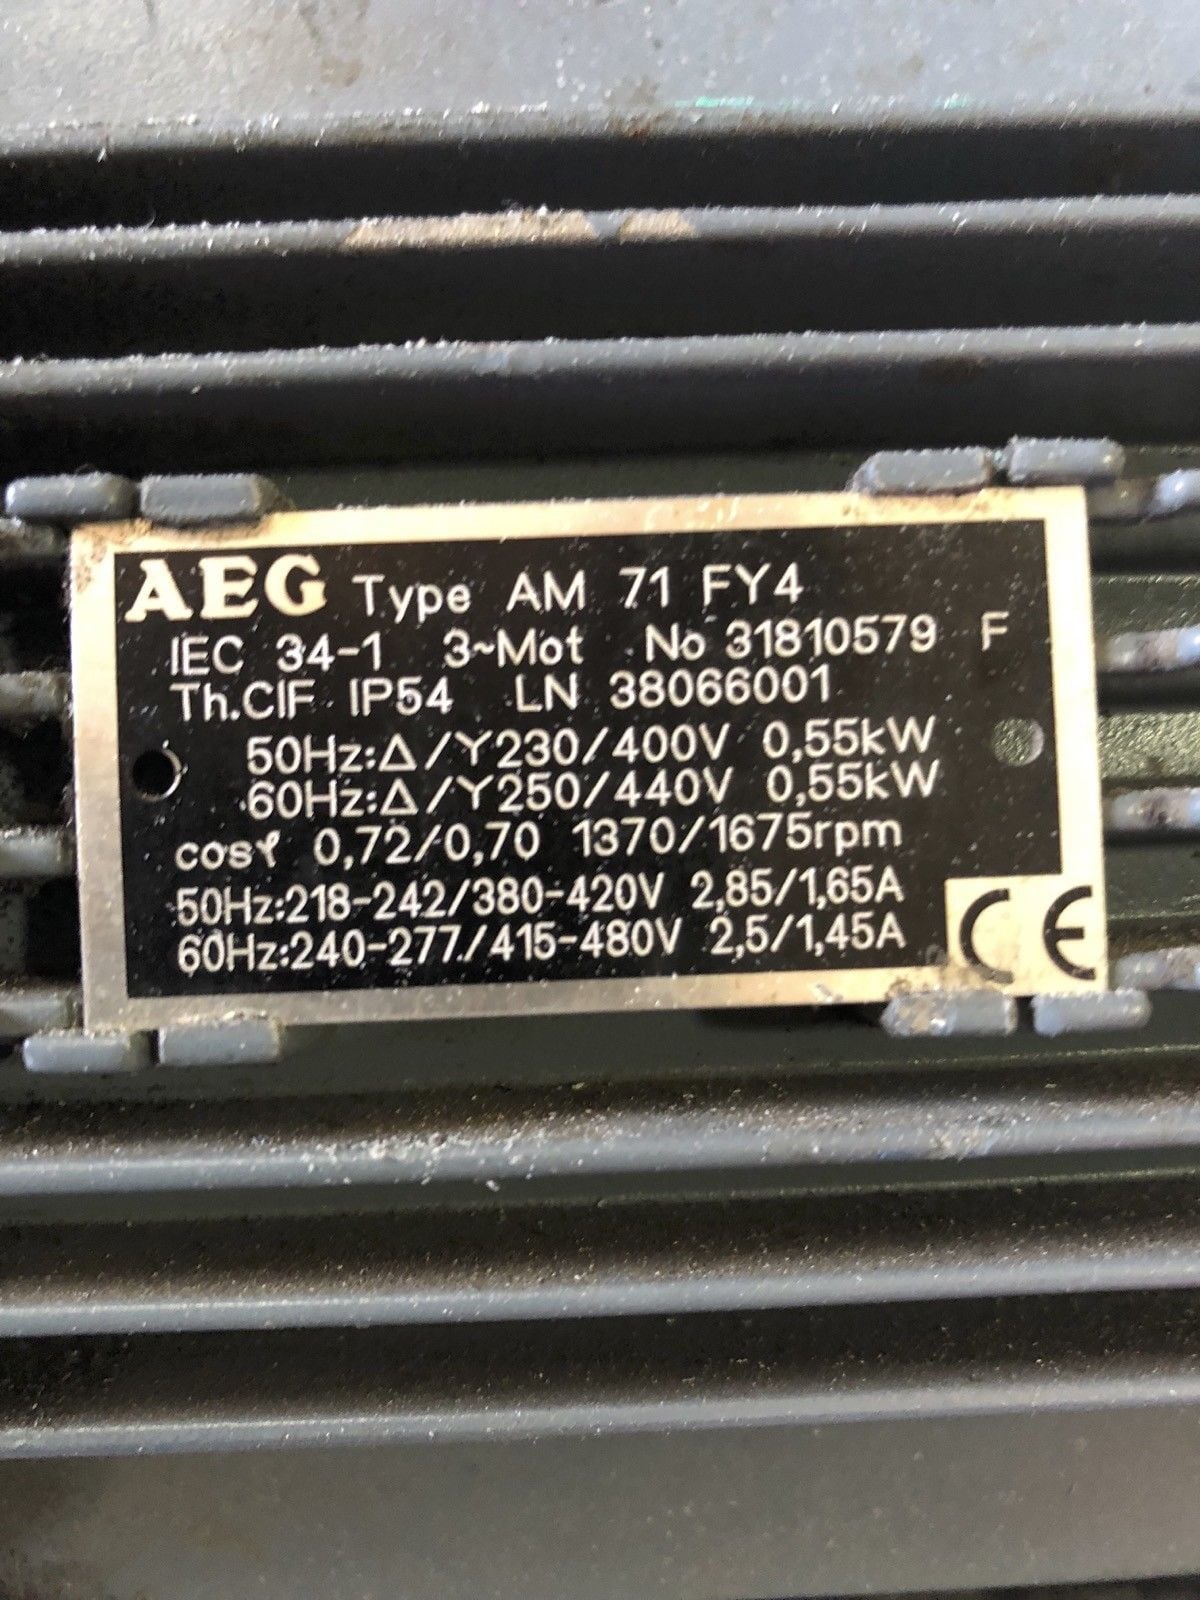 AEG Type AM 71 FY4
IEC 34-1 3~Mot No 31810579 F
Th.CIF IP54 LN 38066001
50Hz:Δ/Y230/400V 0,55kW
60Hz:Δ/Y250/440V 0,55kW
cosφ 0,72/0,70 1370/1675rpm
50Hz:218-242/380-420V 2,85/1,65A
60Hz:240-277/415-480V 2,5/1,45A
CE